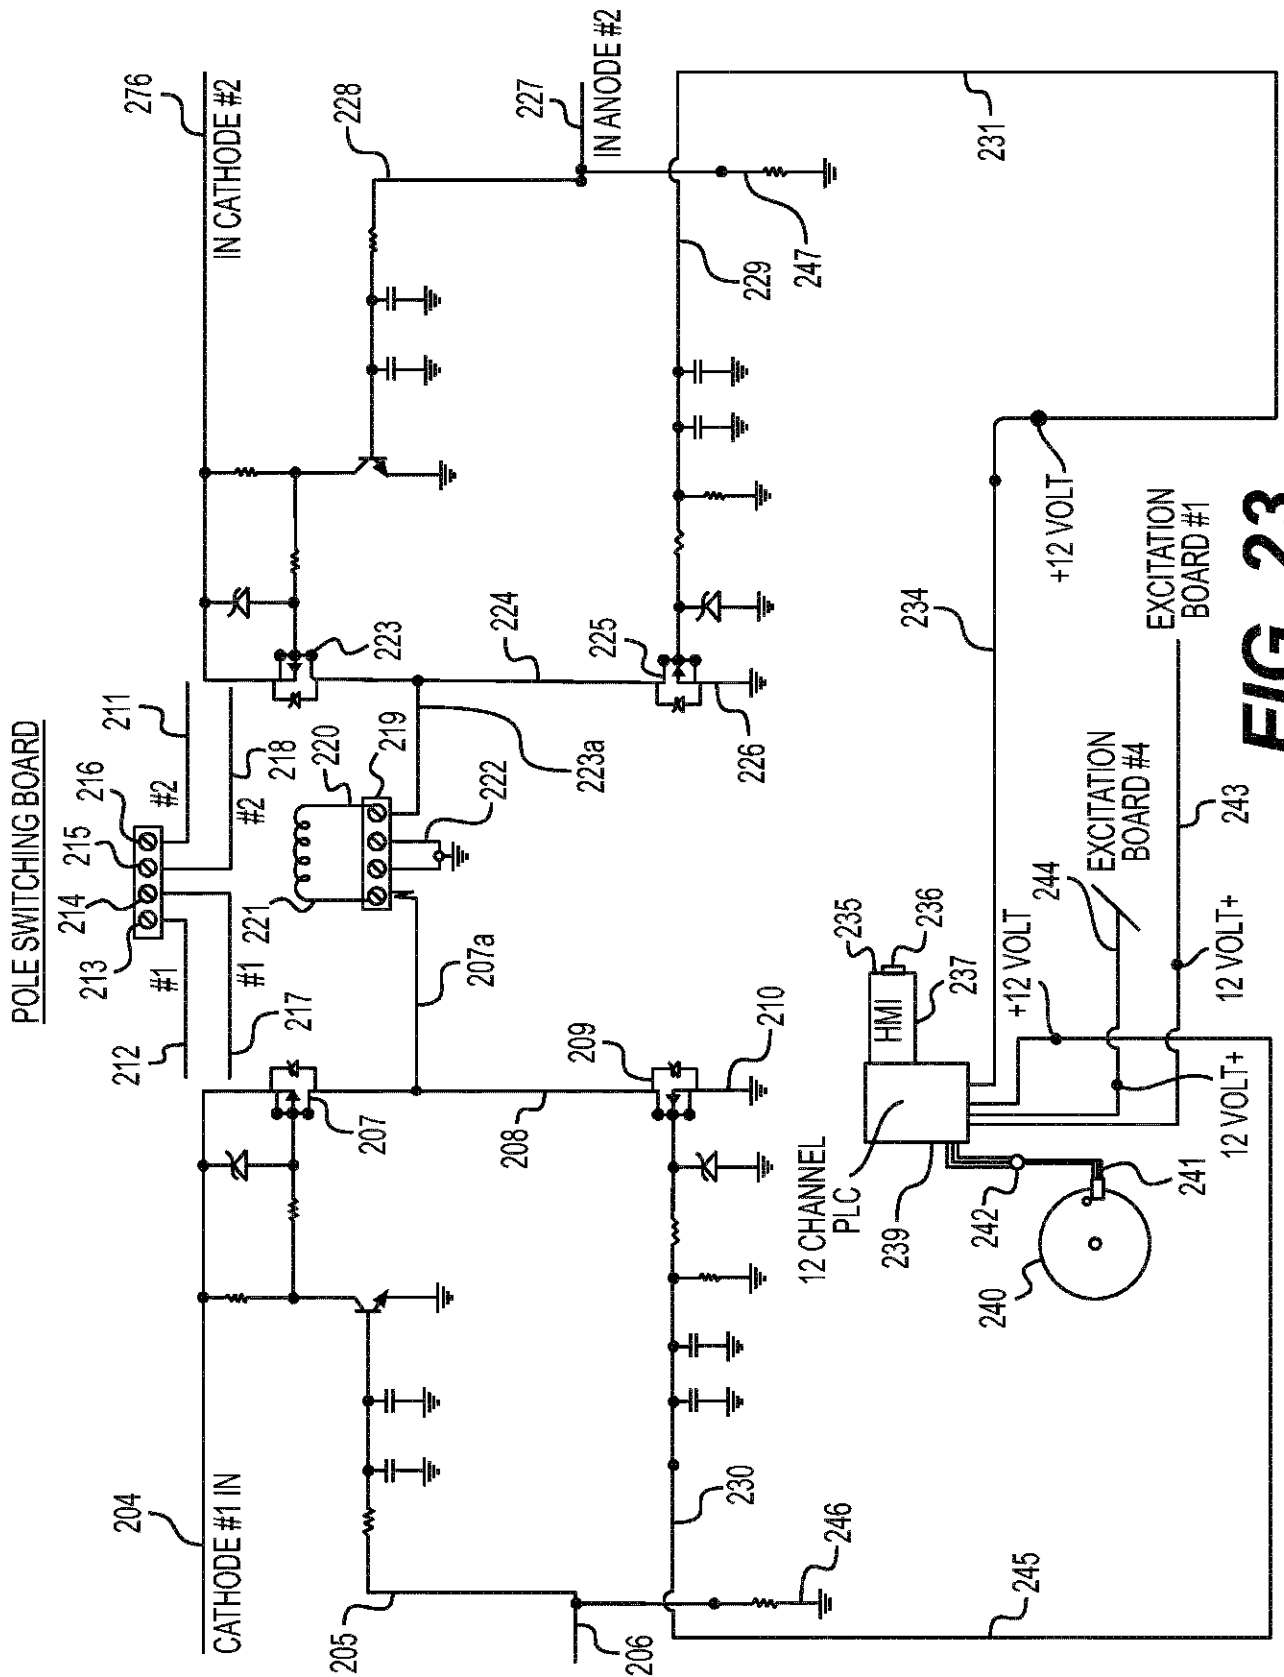 POLE SWITCHING BOARD
204
CATHODE #1 IN
212
#1
213
214
215
216
#2
211
276
IN CATHODE #2
217
#1
#2
218
205
206
207
221
220
219
207a
222
223a
223
224
228
227
IN ANODE #2
208
209
210
225
226
229
247
230
246
245
231
12 CHANNEL
PLC
239
HMI
235
236
237
234
+12 VOLT
+12 VOLT
240
241
242
12 VOLT+
244
EXCITATION
BOARD #4
12 VOLT+
243
EXCITATION
BOARD #1
FIG. 23